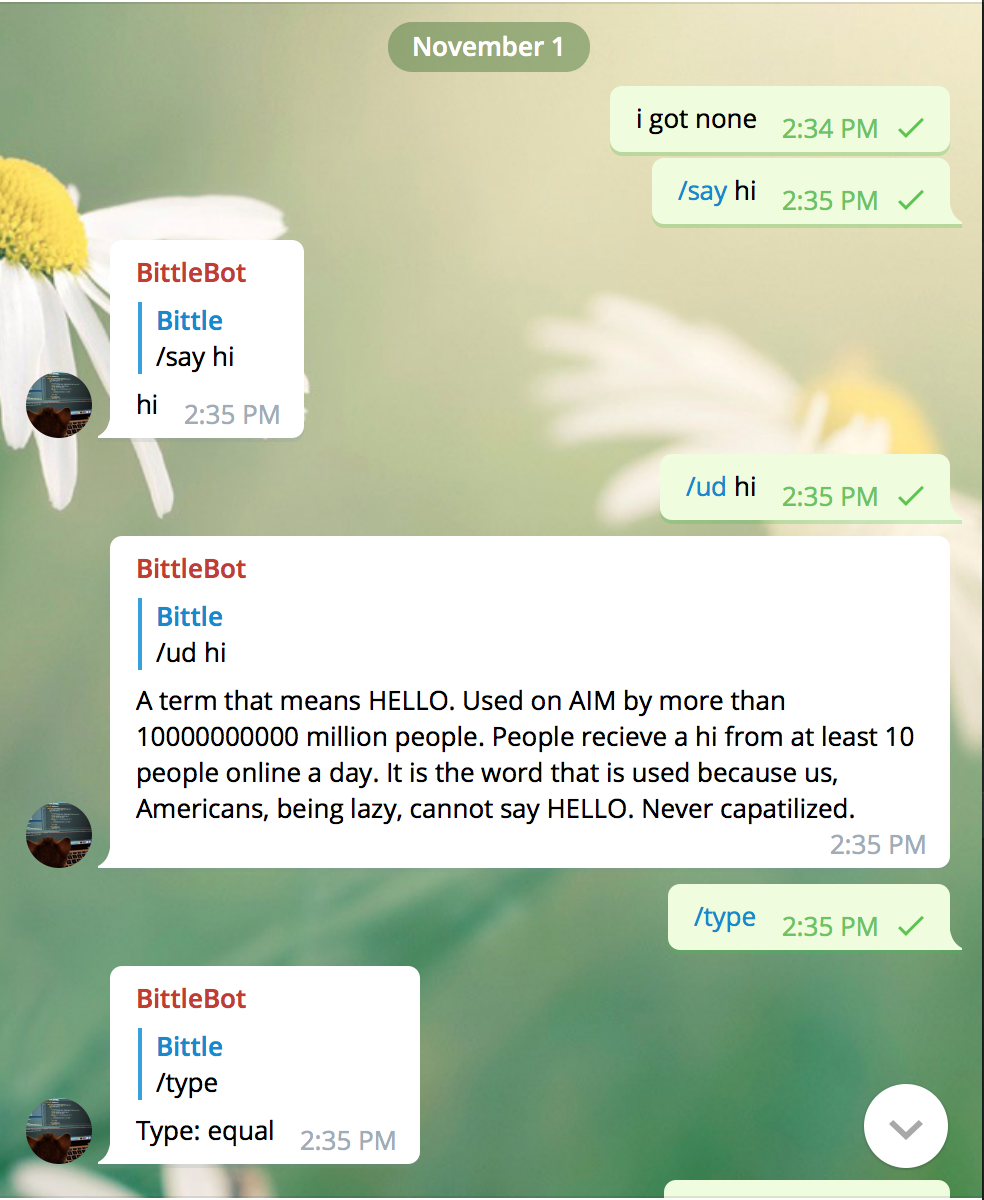 November 1
i got none 2:34 PM
/say hi 2:35 PM
BittleBot
Bittle
/say hi
hi 2:35 PM
/ud hi 2:35 PM
BittleBot
Bittle
/ud hi
A term that means HELLO. Used on AIM by more than
10000000000 million people. People recieve a hi from at least 10
people online a day. It is the word that is used because us,
Americans, being lazy, cannot say HELLO. Never capatilized.
2:35 PM
/type 2:35 PM
BittleBot
Bittle
/type
Type: equal 2:35 PM